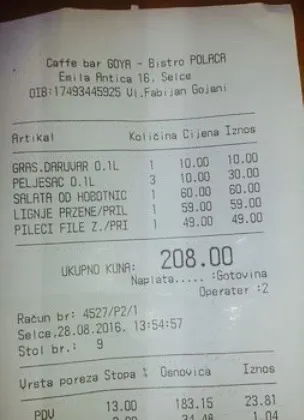 Caffe bar GOYA - Bistro POLACA
Emila Antica 16. Selce
OIB:17493445925 Vl.Fabijan Gojani
Artikal Količina Cijena Iznos
GRAS.DARUVAR 0.1L 1 10.00 10.00
PELJESAC 0.1L 3 10.00 30.00
SALATA OD HOBOTNIC 1 60.00 60.00
LIGNJE PRZENE/PRIL 1 59.00 59.00
PILECI FILE Z./PRI 1 49.00 49.00
UKUPNO KUNA: 208.00
Naplata.....:Gotovina
Operater :2
Račun br: 4527/P2/1
Selce,28.08.2016. 13:54:57
Stol br.: 9
Vrsta poreza Stopa % Osnovica Iznos
PDV 13.00 183.15 23.81
1.04